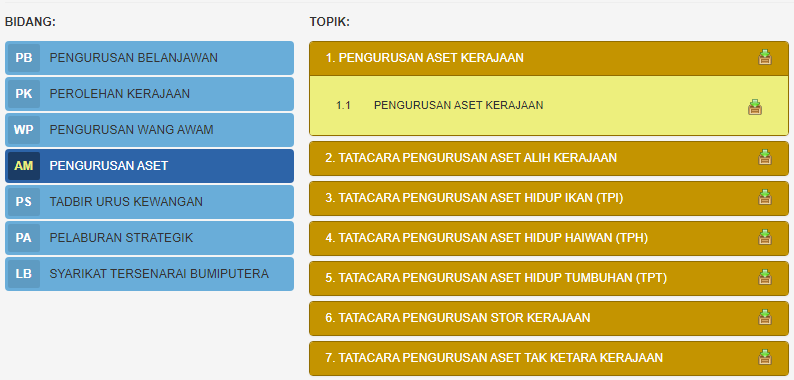 BIDANG:
PB PENGURUSAN BELANJAWAN
PK PEROLEHAN KERAJAAN
WP PENGURUSAN WANG AWAM
AM PENGURUSAN ASET
PS TADBIR URUS KEWANGAN
PA PELABURAN STRATEGIK
LB SYARIKAT TERSENARAI BUMIPUTERA
TOPIK:
1. PENGURUSAN ASET KERAJAAN
1.1 PENGURUSAN ASET KERAJAAN
2. TATACARA PENGURUSAN ASET ALIH KERAJAAN
3. TATACARA PENGURUSAN ASET HIDUP IKAN (TPI)
4. TATACARA PENGURUSAN ASET HIDUP HAIWAN (TPH)
5. TATACARA PENGURUSAN ASET HIDUP TUMBUHAN (TPT)
6. TATACARA PENGURUSAN STOR KERAJAAN
7. TATACARA PENGURUSAN ASET TAK KETARA KERAJAAN